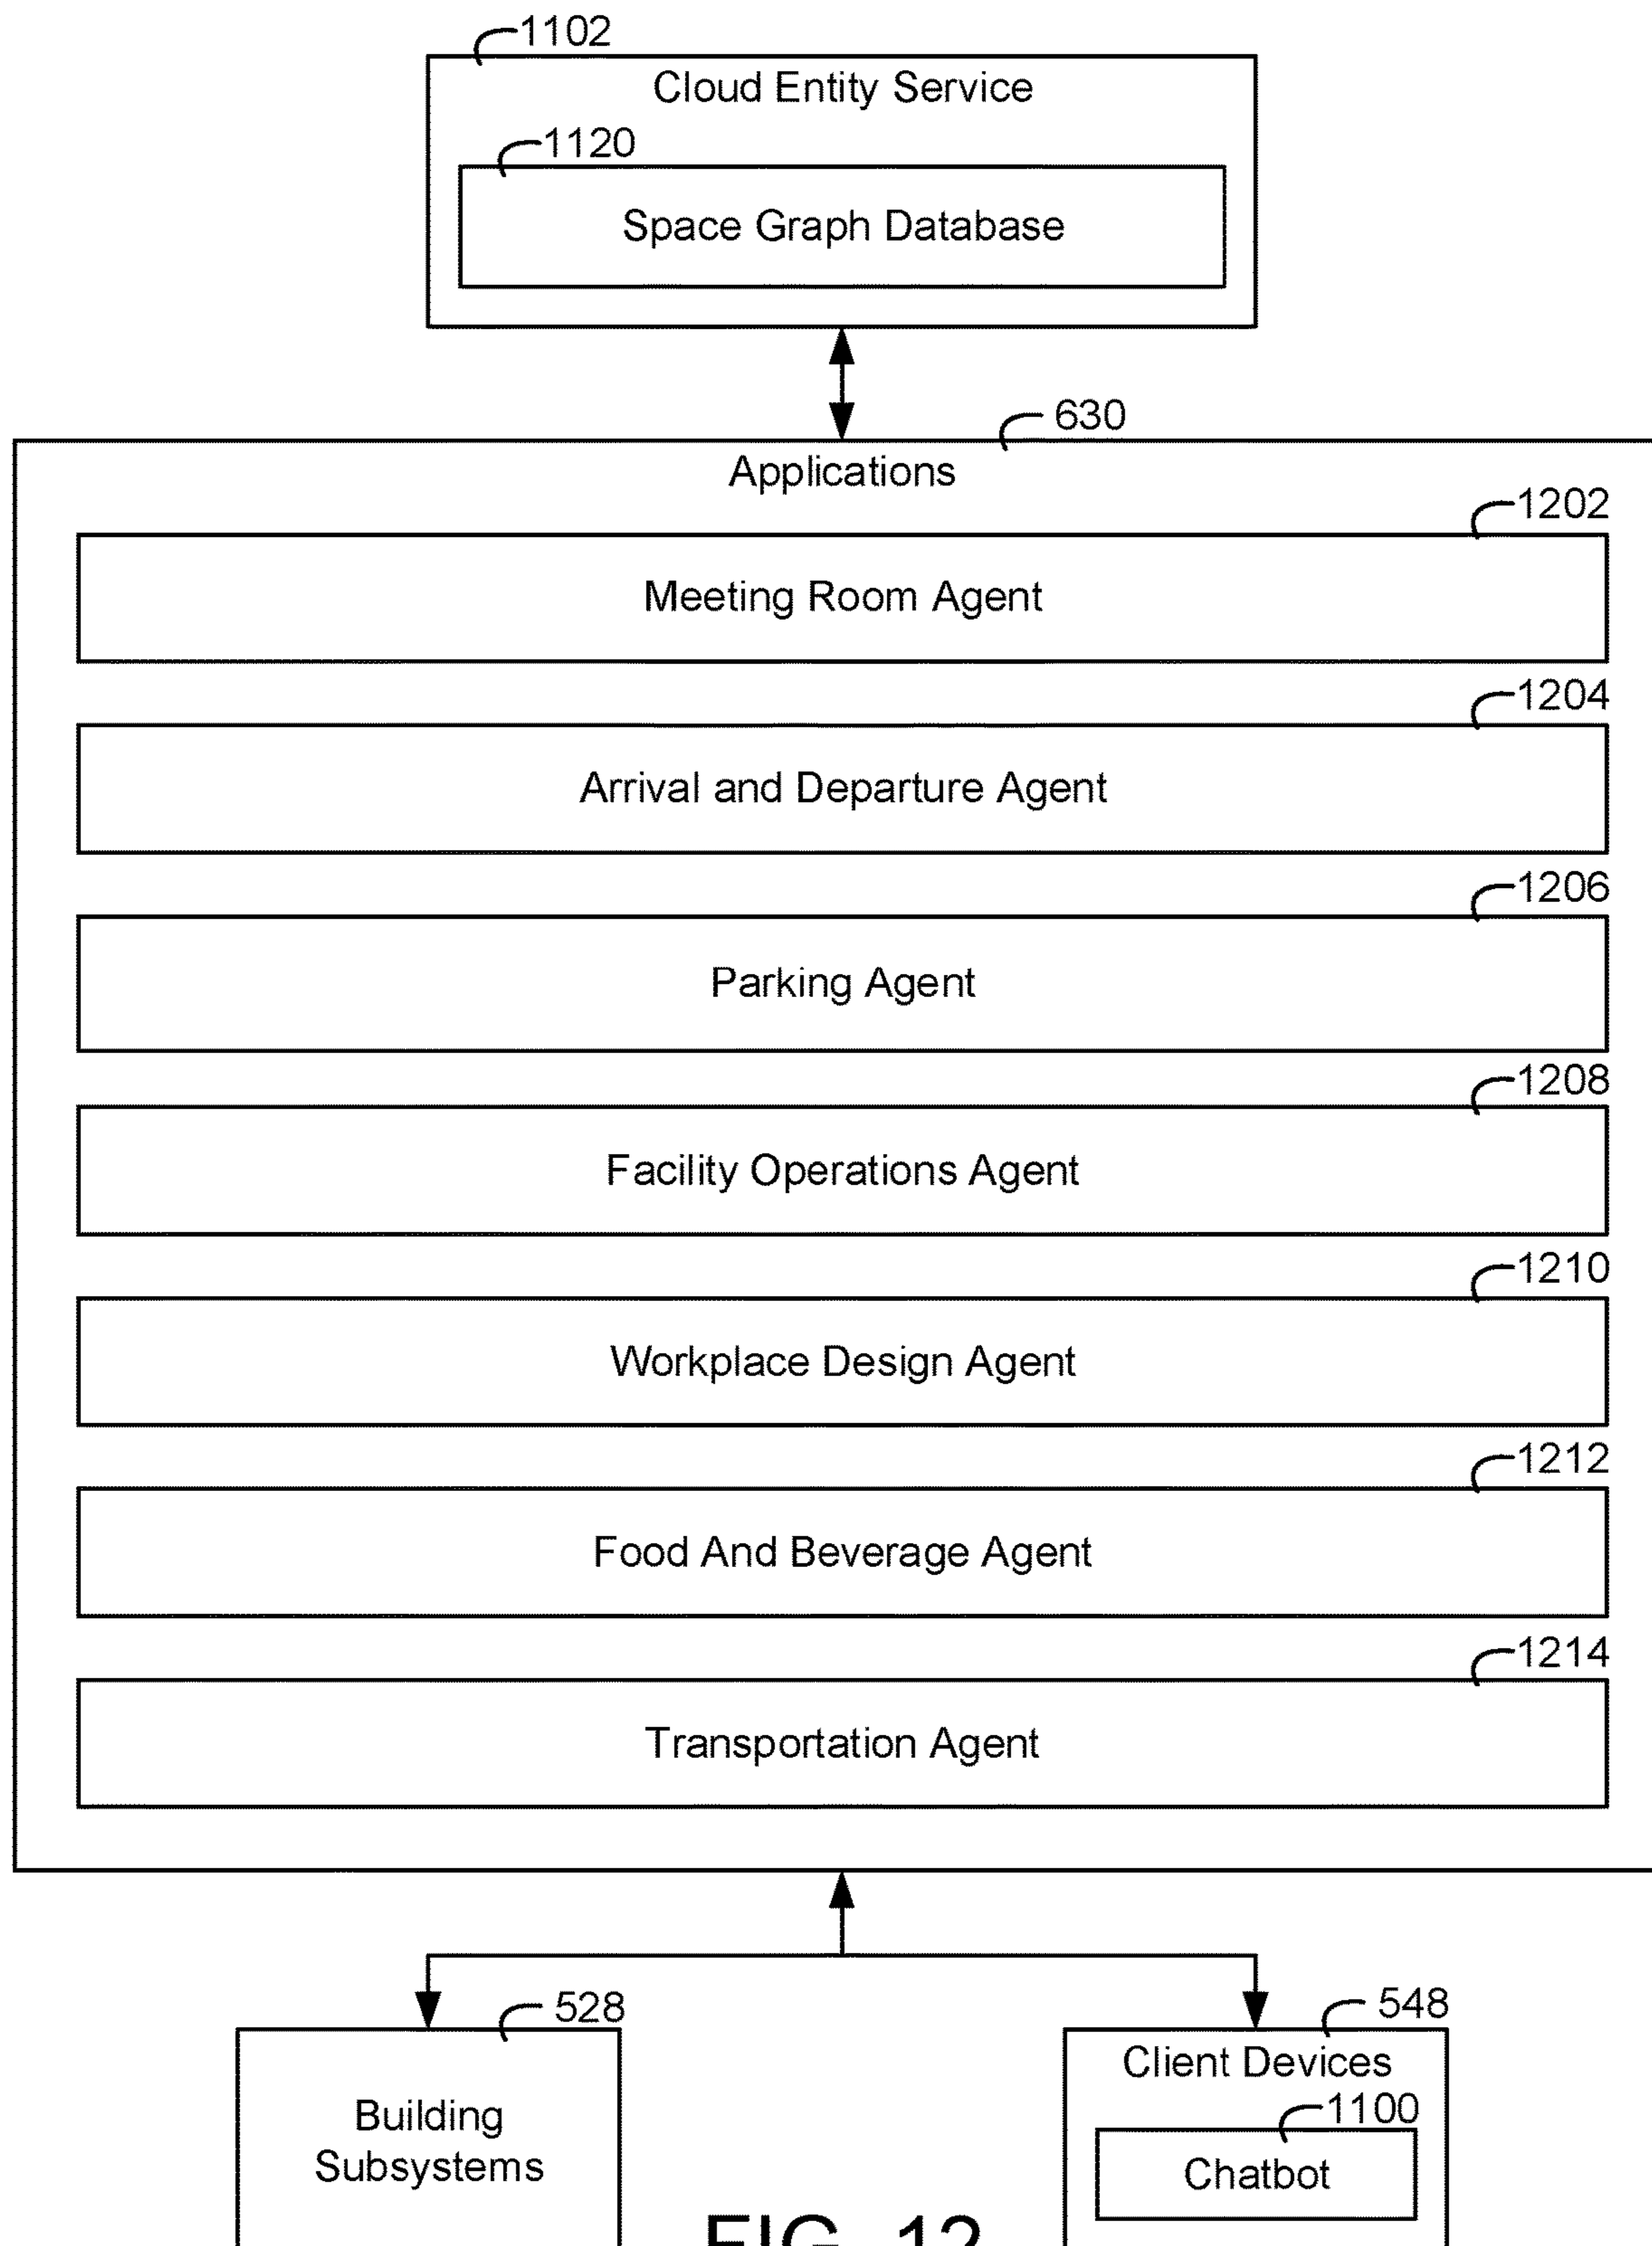 1102
Cloud Entity Service
1120
Space Graph Database
630
Applications
1202
Meeting Room Agent
1204
Arrival and Departure Agent
1206
Parking Agent
1208
Facility Operations Agent
1210
Workplace Design Agent
1212
Food And Beverage Agent
1214
Transportation Agent
528
Building
Subsystems
548
Client Devices
1100
Chatbot
FIG. 12